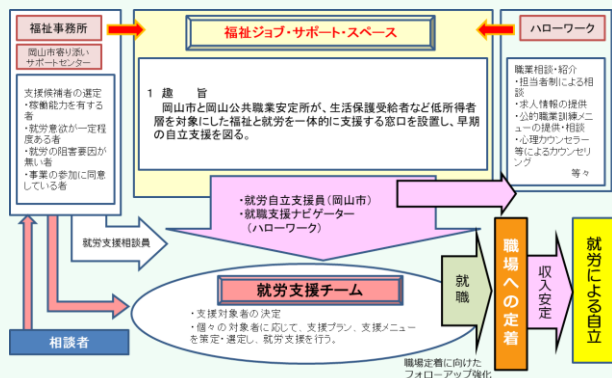 福祉事務所
岡山市寄り添い
サポートセンター
支援候補者の選定
・稼働能力を有する
者
・就労意欲が一定程
度ある者
・就労の阻害要因が
無い者
・事業の参加に同意
している者
福祉ジョブ・サポート・スペース
1 趣 旨
岡山市と岡山公共職業安定所が、生活保護受給者など低所得者
層を対象にした福祉と就労を一体的に支援する窓口を設置し、早期
の自立支援を図る。
ハローワーク
職業相談・紹介
・担当者制による相
談
・求人情報の提供
・公的職業訓練メ
ニューの提供・相談
・心理カウンセラー
等によるカウンセリ
ング
等々
・就労自立支援員(岡山市)
・就職支援ナビゲーター
(ハローワーク)
就労支援相談員
就労支援チーム
・支援対象者の決定
・個々の対象者に応じて、支援プラン、支援メニュー
を策定・選定し、就労支援を行う。
相談者
就職
職場への定着
収入安定
就労による自立
職場定着に向けた
フォローアップ強化